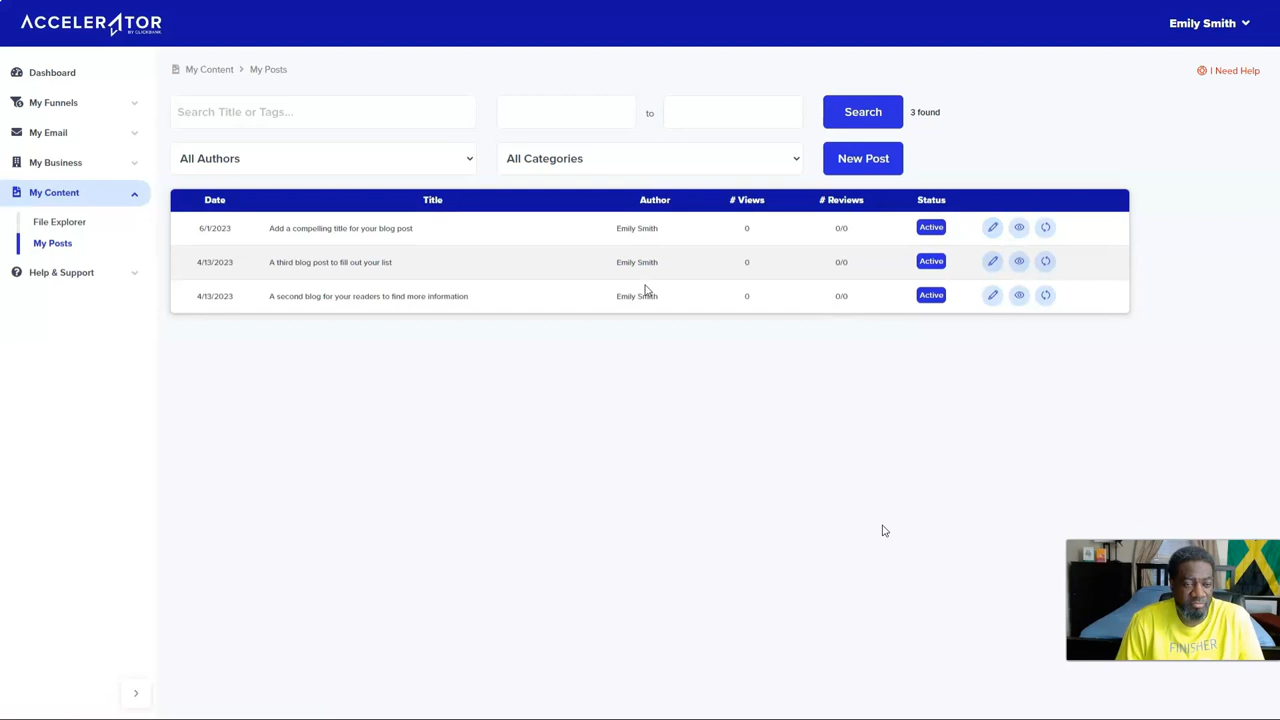 ACCELERATOR
BY CLICKBANK
Emily Smith
Dashboard
My Funnels
My Email
My Business
My Content
File Explorer
My Posts
Help & Support
My Content > My Posts
I Need Help
Search Title or Tags...
to
Search
3 found
All Authors
All Categories
New Post
Date Title Author # Views # Reviews Status
6/1/2023 Add a compelling title for your blog post Emily Smith 0 0/0 Active
4/13/2023 A third blog post to fill out your list Emily Smith 0 0/0 Active
4/13/2023 A second blog for your readers to find more information Emily Smith 0 0/0 Active
FINISHER